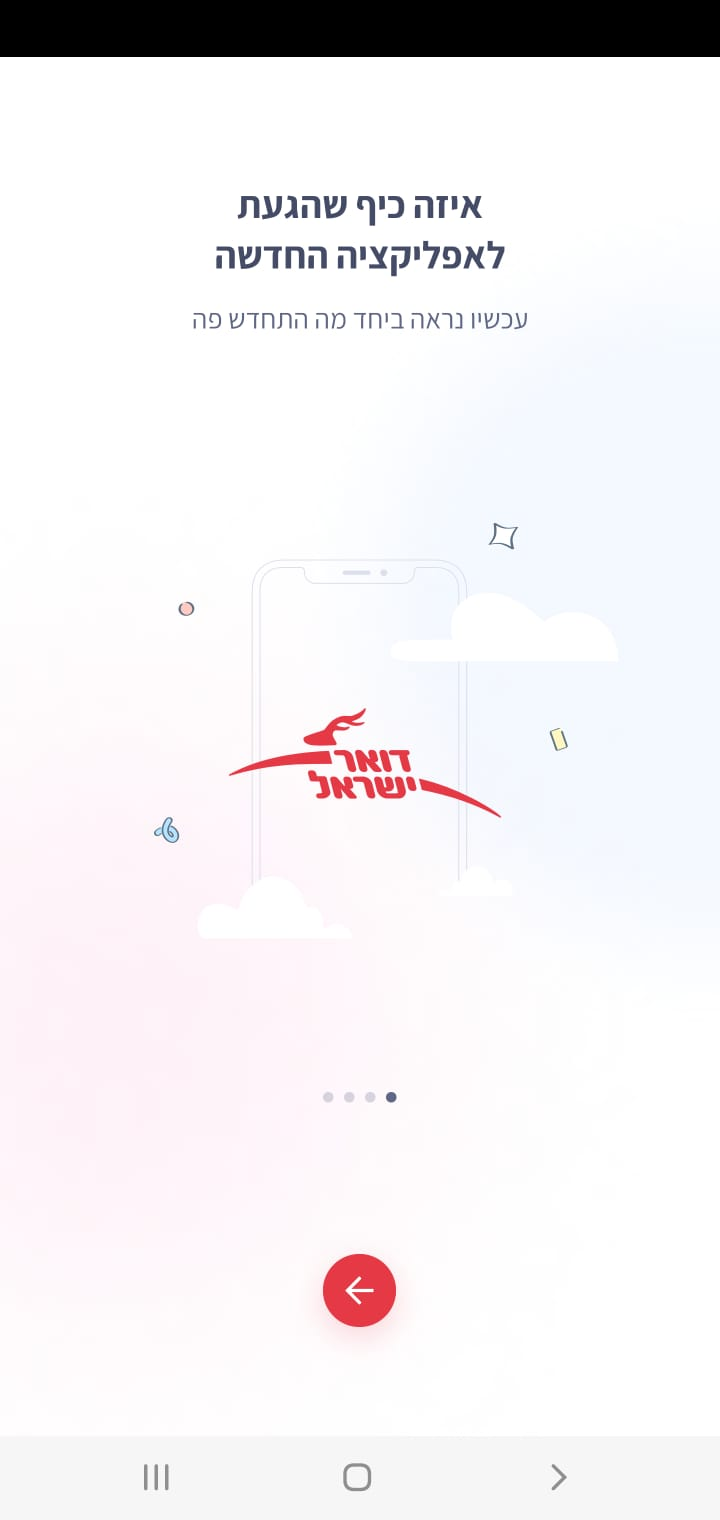 איזה כיף שהגעת
לאפליקציה החדשה
עכשיו נראה ביחד מה התחדש פה
דואר
ישראל